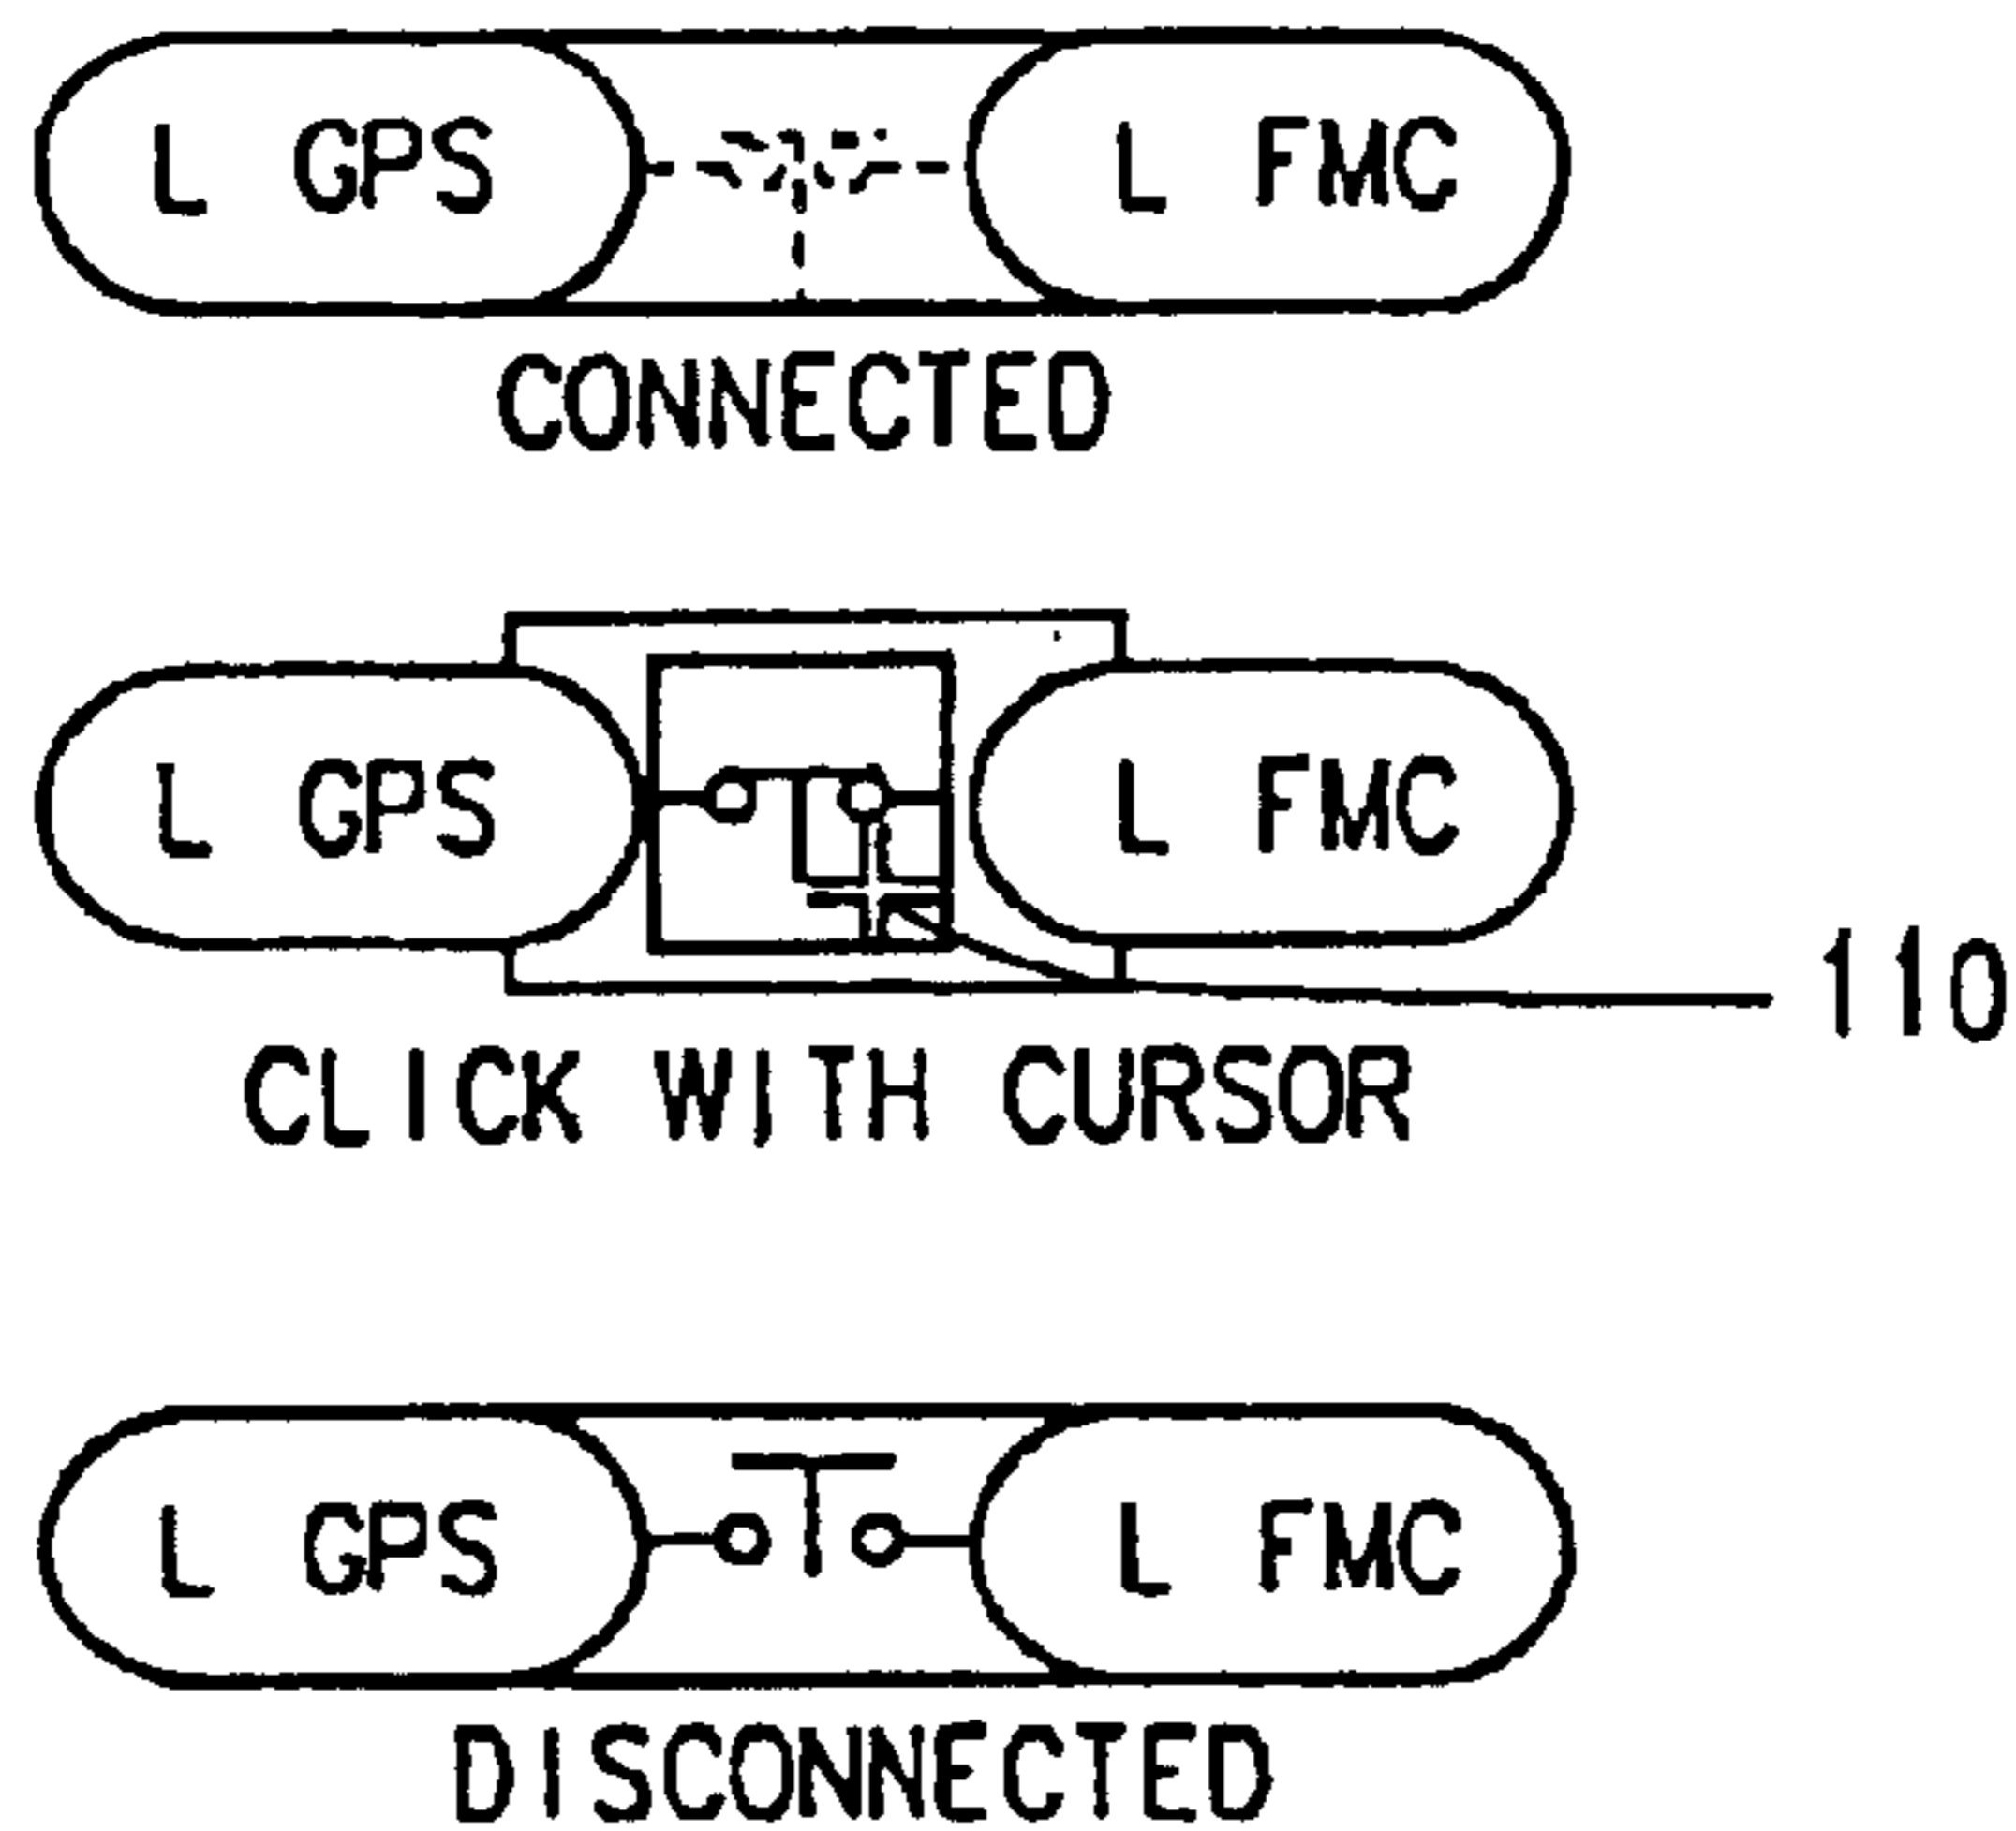 L GPS L FMC
CONNECTED
L GPS L FMC
110
CLICK WITH CURSOR
L GPS L FMC
DISCONNECTED